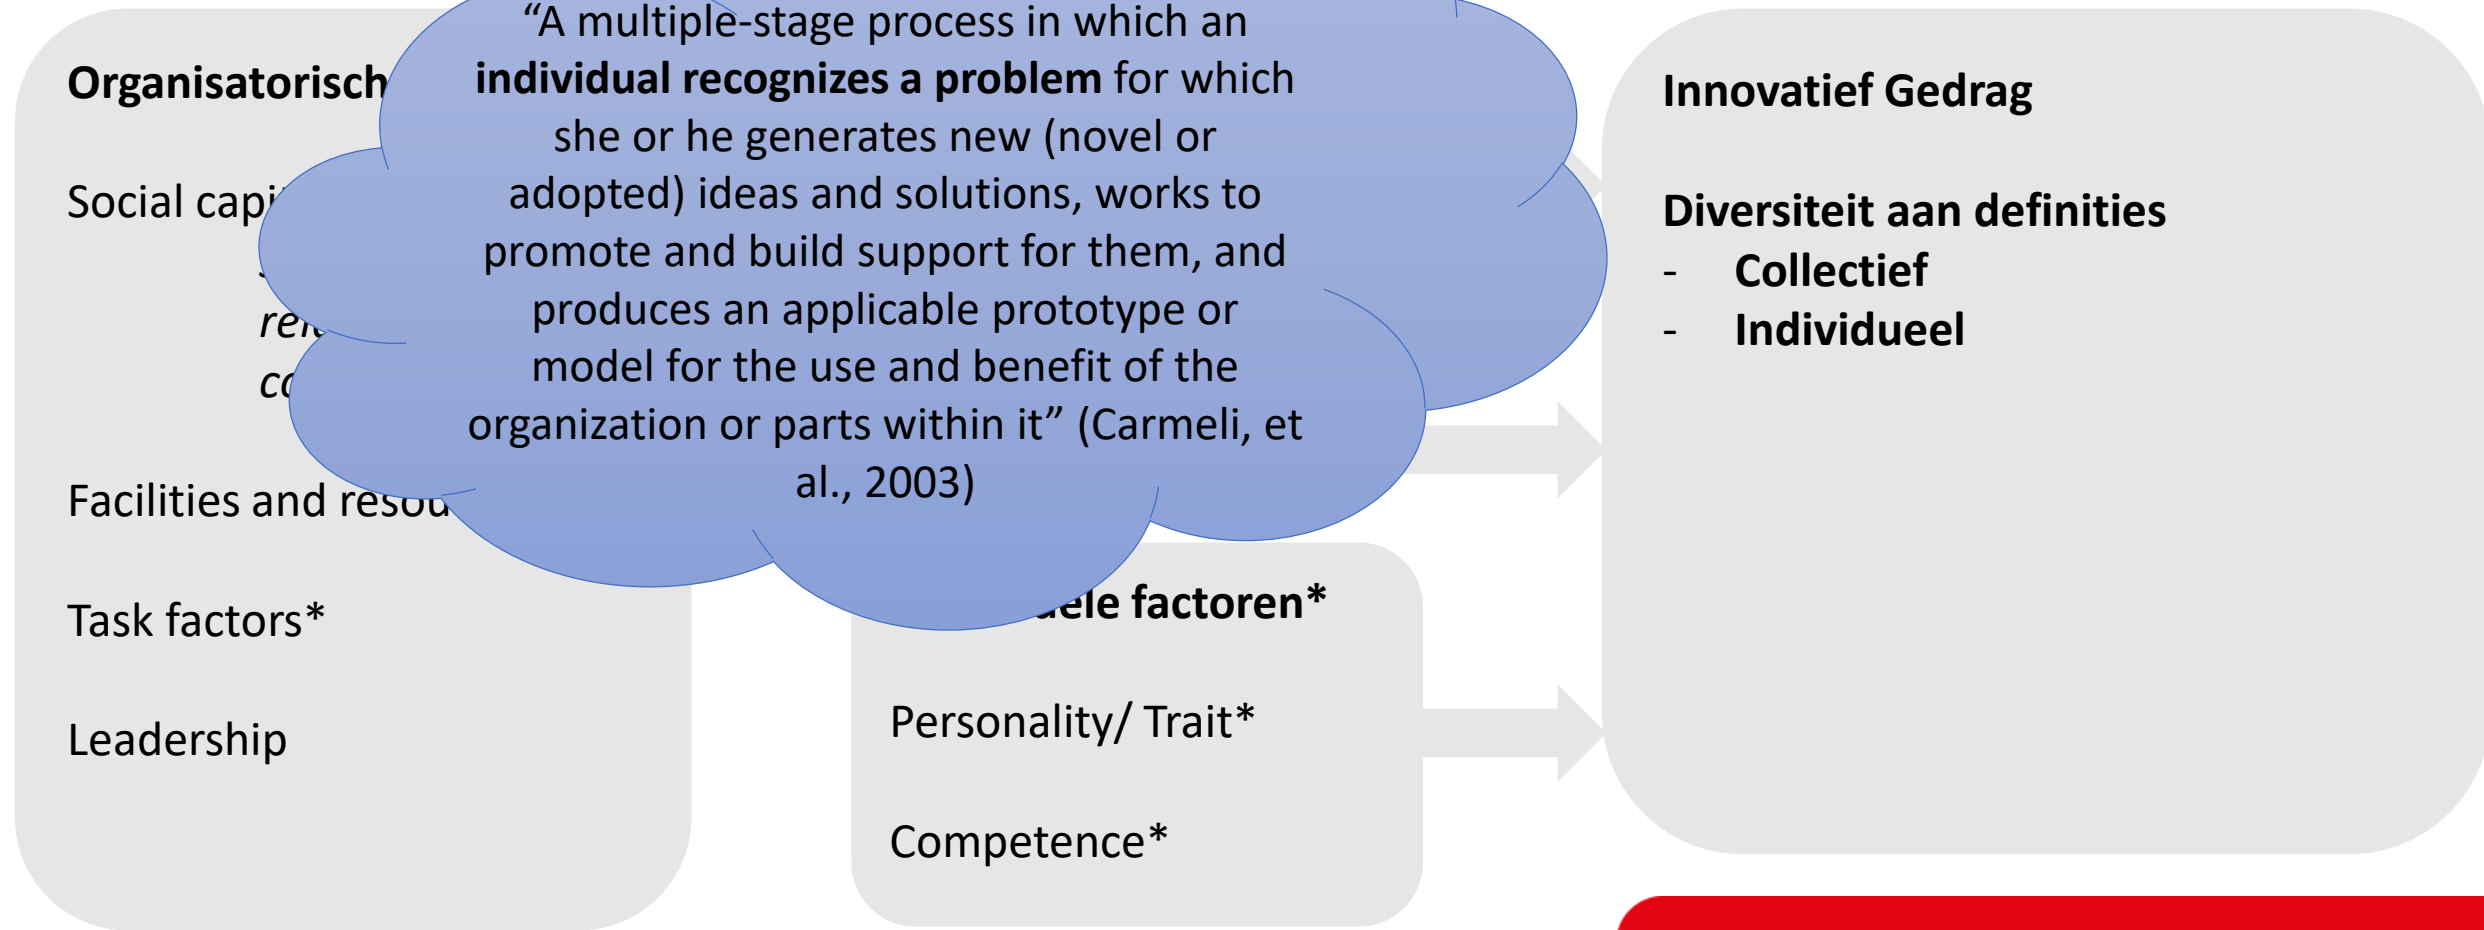 Organisatorisch
Social
Facilities and
Task factors*
Leadership
“A multiple-stage process in which an
individual recognizes a problem for which
she or he generates new (novel or
adopted) ideas and solutions, works to
promote and build support for them, and
produces an applicable prototype or
model for the use and benefit of the
organization or parts within it” (Carmeli, et
al., 2003)
factoren*
Personality/ Trait*
Competence*
Innovatief Gedrag
Diversiteit aan definities
- Collectief
- Individueel